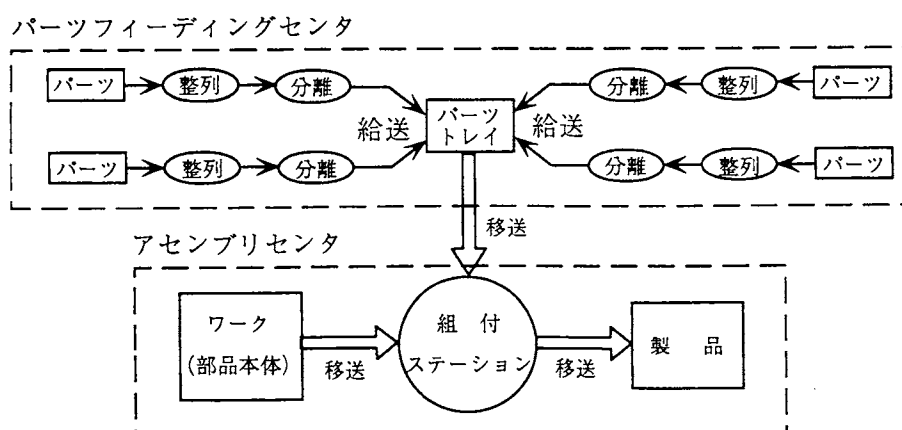 パーツフィーディングセンタ
パーツ 整列 分離 分離 整列 パーツ
給送 パーツ 給送
トレイ
パーツ 整列 分離 分離 整列 パーツ
移送
アセンブリセンタ
ワーク 組 付 製 品
(部品本体) 移送 ステーション 移送